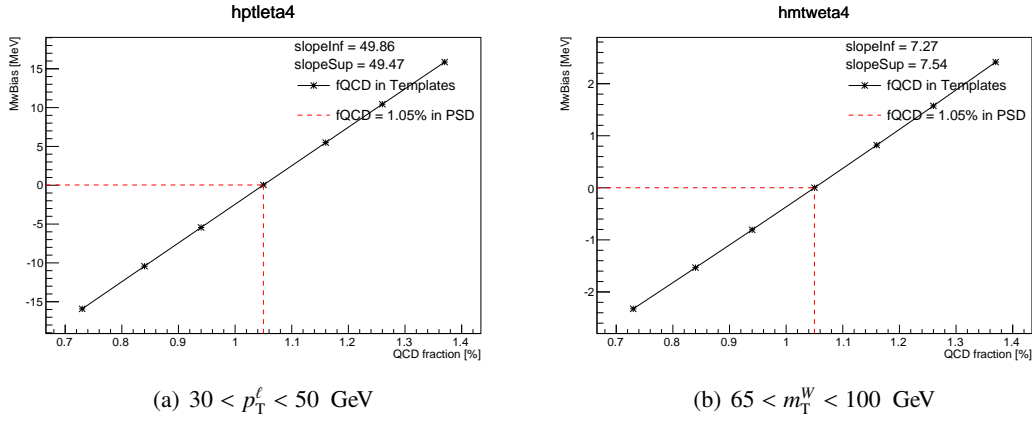 hptleta4
MwBias [MeV]
slopeInf = 49.86
slopeSup = 49.47
fQCD in Templates
fQCD = 1.05% in PSD
15
10
5
0
-5
-10
-15
0.7 0.8 0.9 1 1.1 1.2 1.3 1.4
QCD fraction [%]
(a) 30 < p_T^ℓ < 50 GeV
hmtweta4
MwBias [MeV]
slopeInf = 7.27
slopeSup = 7.54
fQCD in Templates
fQCD = 1.05% in PSD
2
1
0
-1
-2
0.7 0.8 0.9 1 1.1 1.2 1.3 1.4
QCD fraction [%]
(b) 65 < m_T^W < 100 GeV